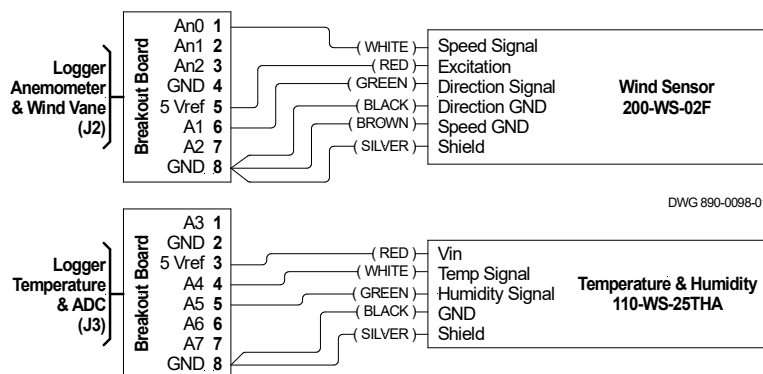 Logger
Anemometer
& Wind Vane
(J2)
Breakout Board
An0 1
An1 2
An2 3
GND 4
5 Vref 5
A1 6
A2 7
GND 8
( WHITE ) Speed Signal
( RED ) Excitation
( GREEN ) Direction Signal
( BLACK ) Direction GND
( BROWN ) Speed GND
( SILVER ) Shield
Wind Sensor
200-WS-02F
DWG 890-0098-01
Logger
Temperature
& ADC
(J3)
Breakout Board
A3 1
GND 2
5 Vref 3
A4 4
A5 5
A6 6
A7 7
GND 8
( RED ) Vin
( WHITE ) Temp Signal
( GREEN ) Humidity Signal
( BLACK ) GND
( SILVER ) Shield
Temperature & Humidity
110-WS-25THA